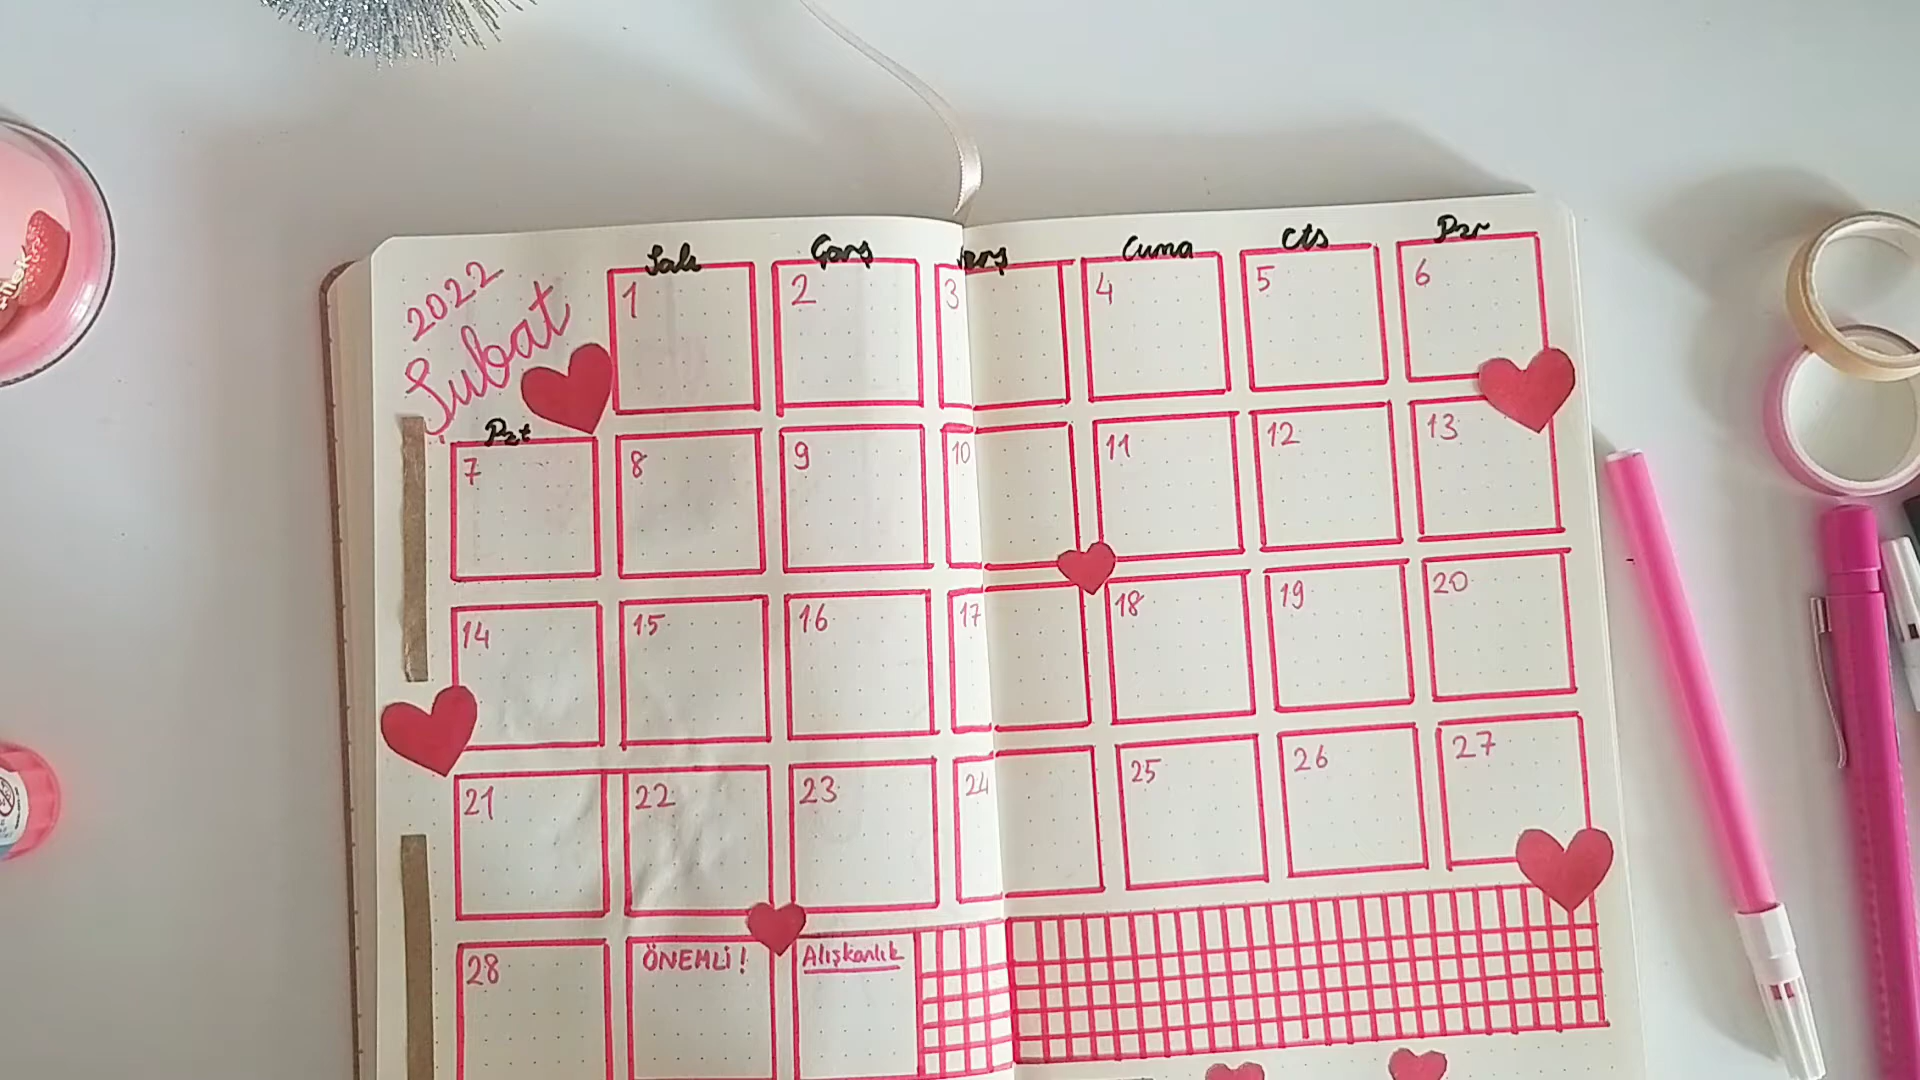 2022
Şubat
Salı Çarş Perş Cuma Cts Pzr
1 2 3 4 5 6
Pzt
7 8 9 10 11 12 13
14 15 16 17 18 19 20
21 22 23 24 25 26 27
28 ÖNEMLİ! Alışkanlık